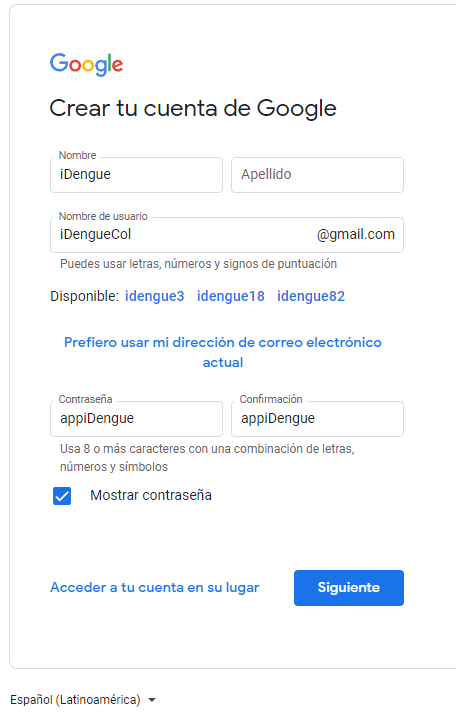 Google
Crear tu cuenta de Google
Nombre
iDengue
Apellido
Nombre de usuario
iDengueCol @gmail.com
Puedes usar letras, números y signos de puntuación
Disponible: idengue3 idengue18 idengue82
Prefiero usar mi dirección de correo electrónico
actual
Contraseña
appiDengue
Confirmación
appiDengue
Usa 8 o más caracteres con una combinación de letras,
números y símbolos
Mostrar contraseña
Acceder a tu cuenta en su lugar
Siguiente
Español (Latinoamérica)